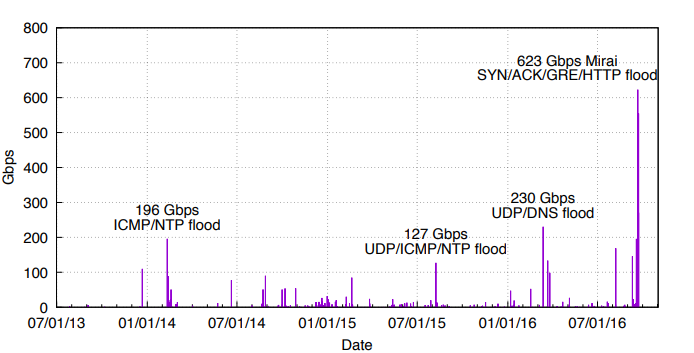 800
700
623 Gbps Mirai
SYN/ACK/GRE/HTTP flood
600
500
400
Gbps
300
230 Gbps
UDP/DNS flood
196 Gbps
ICMP/NTP flood
200
127 Gbps
UDP/ICMP/NTP flood
100
0
07/01/13 01/01/14 07/01/14 01/01/15 07/01/15 01/01/16 07/01/16
Date